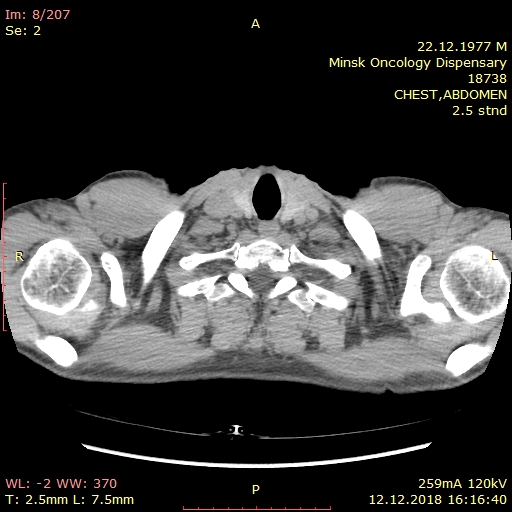 Im: 8/207
Se: 2
A
22.12.1977 M
Minsk Oncology Dispensary
18738
CHEST,ABDOMEN
2.5 stnd
R
L
WL: -2 WW: 370
T: 2.5mm L: 7.5mm
P
259mA 120kV
12.12.2018 16:16:40